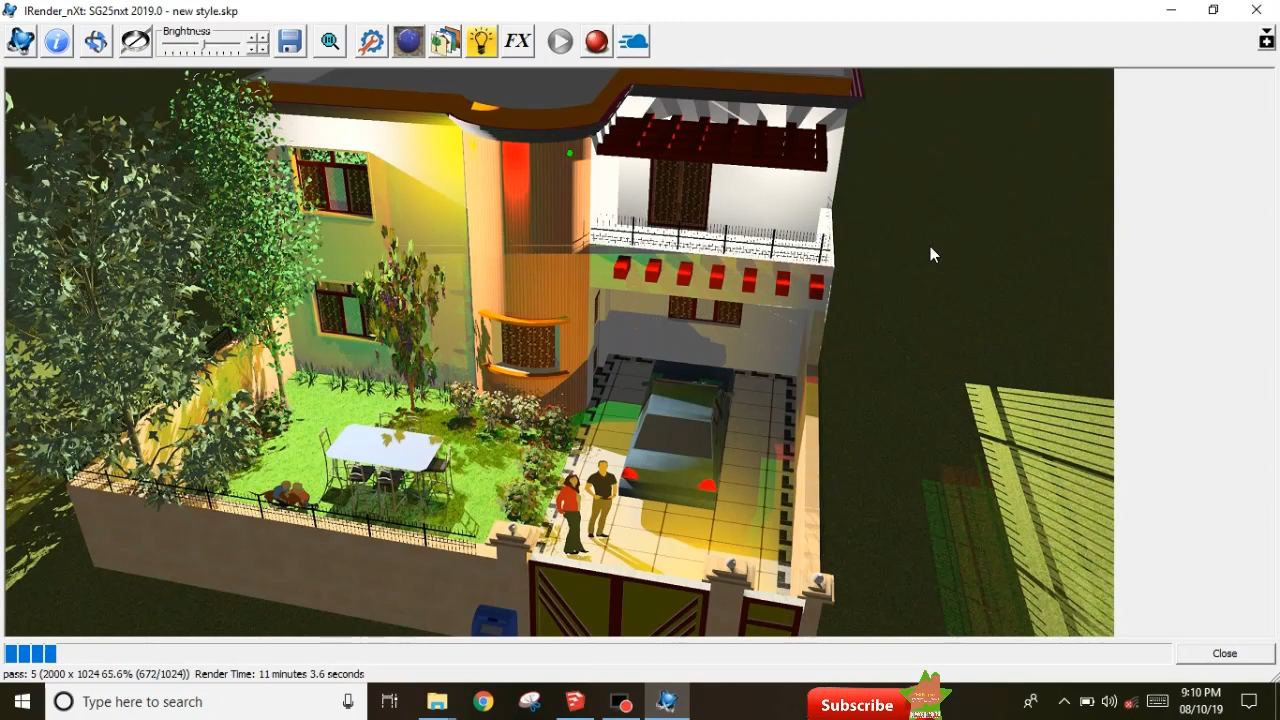 IRender_nXt: SG25nxt 2019.0 - new style.skp
Brightness
FX
Close
pass: 5 (2000 x 1024 65.6% (672/1024)) Render Time: 11 minutes 3.6 seconds
Type here to search
Subscribe
9:10 PM
08/10/19